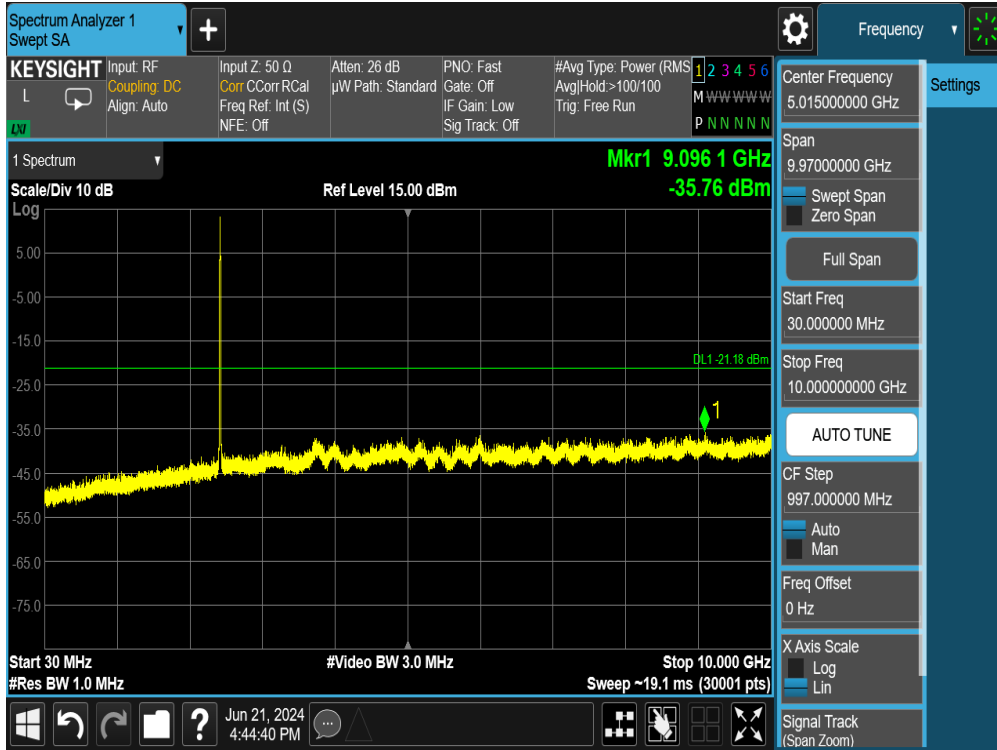 Spectrum Analyzer 1
Swept SA
+
Frequency
KEYSIGHT
L
LXI
Input: RF
Coupling: DC
Align: Auto
Input Z: 50 Ω
Corr CCorr RCal
Freq Ref: Int (S)
NFE: Off
Atten: 26 dB
µW Path: Standard
PNO: Fast
Gate: Off
IF Gain: Low
Sig Track: Off
#Avg Type: Power (RMS
Avg|Hold:>100/100
Trig: Free Run
1 2 3 4 5 6
M W W W W W
P N N N N N
Center Frequency
5.015000000 GHz
Settings
Span
9.97000000 GHz
Swept Span
Zero Span
Full Span
Start Freq
30.000000 MHz
Stop Freq
10.000000000 GHz
AUTO TUNE
CF Step
997.000000 MHz
Auto
Man
Freq Offset
0 Hz
X Axis Scale
Log
Lin
Signal Track
(Span Zoom)
1 Spectrum
Mkr1 9.096 1 GHz
-35.76 dBm
Scale/Div 10 dB
Ref Level 15.00 dBm
Log
5.00
-5.00
-15.0
DL1 -21.18 dBm
-25.0
1
-35.0
-45.0
-55.0
-65.0
-75.0
Start 30 MHz
#Video BW 3.0 MHz
Stop 10.000 GHz
#Res BW 1.0 MHz
Sweep ~19.1 ms (30001 pts)
?
Jun 21, 2024
4:44:40 PM